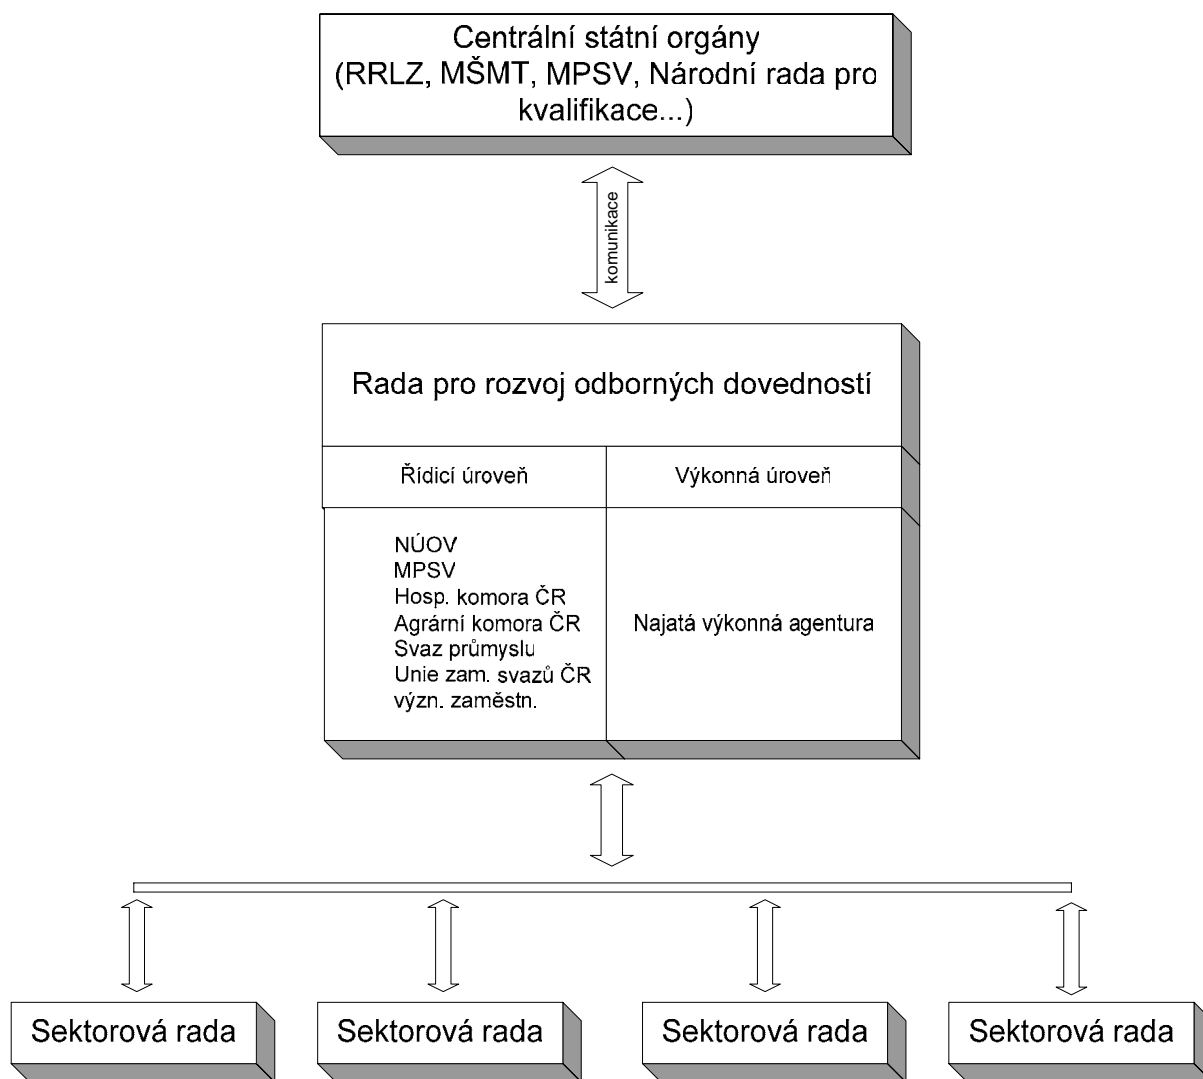 Centrální státní orgány
(RRLZ, MŠMT, MPSV, Národní rada pro
kvalifikace...)
komunikace
Rada pro rozvoj odborných dovedností
Řídicí úroveň
Výkonná úroveň
NÚOV
MPSV
Hosp. komora ČR
Agrární komora ČR
Svaz průmyslu
Unie zam. svazů ČR
význ. zaměstn.
Najatá výkonná agentura
Sektorová rada
Sektorová rada
Sektorová rada
Sektorová rada